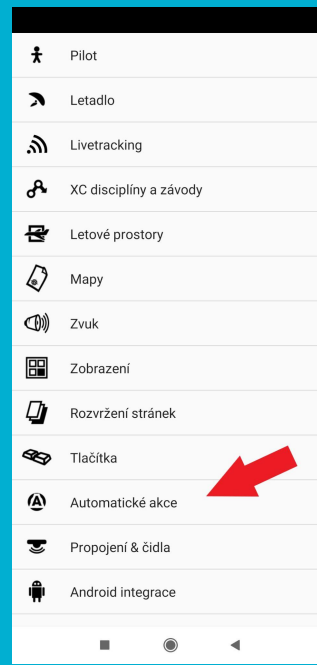 Pilot
Letadlo
Livetracking
XC disciplíny a závody
Letové prostory
Mapy
Zvuk
Zobrazení
Rozvržení stránek
Tlačítka
Automatické akce
Propojení & čidla
Android integrace